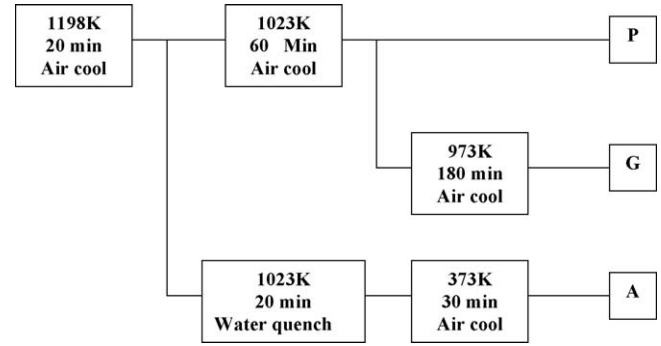 1198K
20 min
Air cool
1023K
60 Min
Air cool
P
973K
180 min
Air cool
G
1023K
20 min
Water quench
373K
30 min
Air cool
A